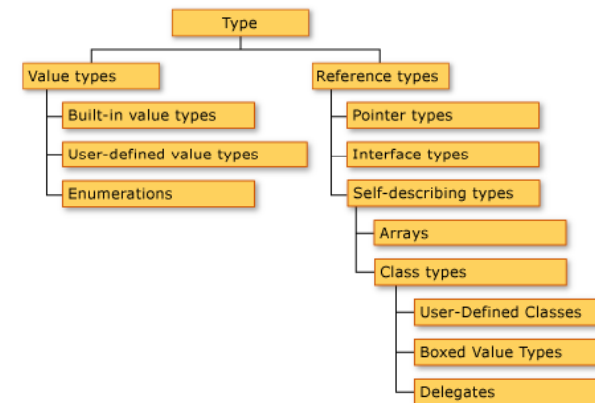 Type
Value types
Built-in value types
User-defined value types
Enumerations
Reference types
Pointer types
Interface types
Self-describing types
Arrays
Class types
User-Defined Classes
Boxed Value Types
Delegates